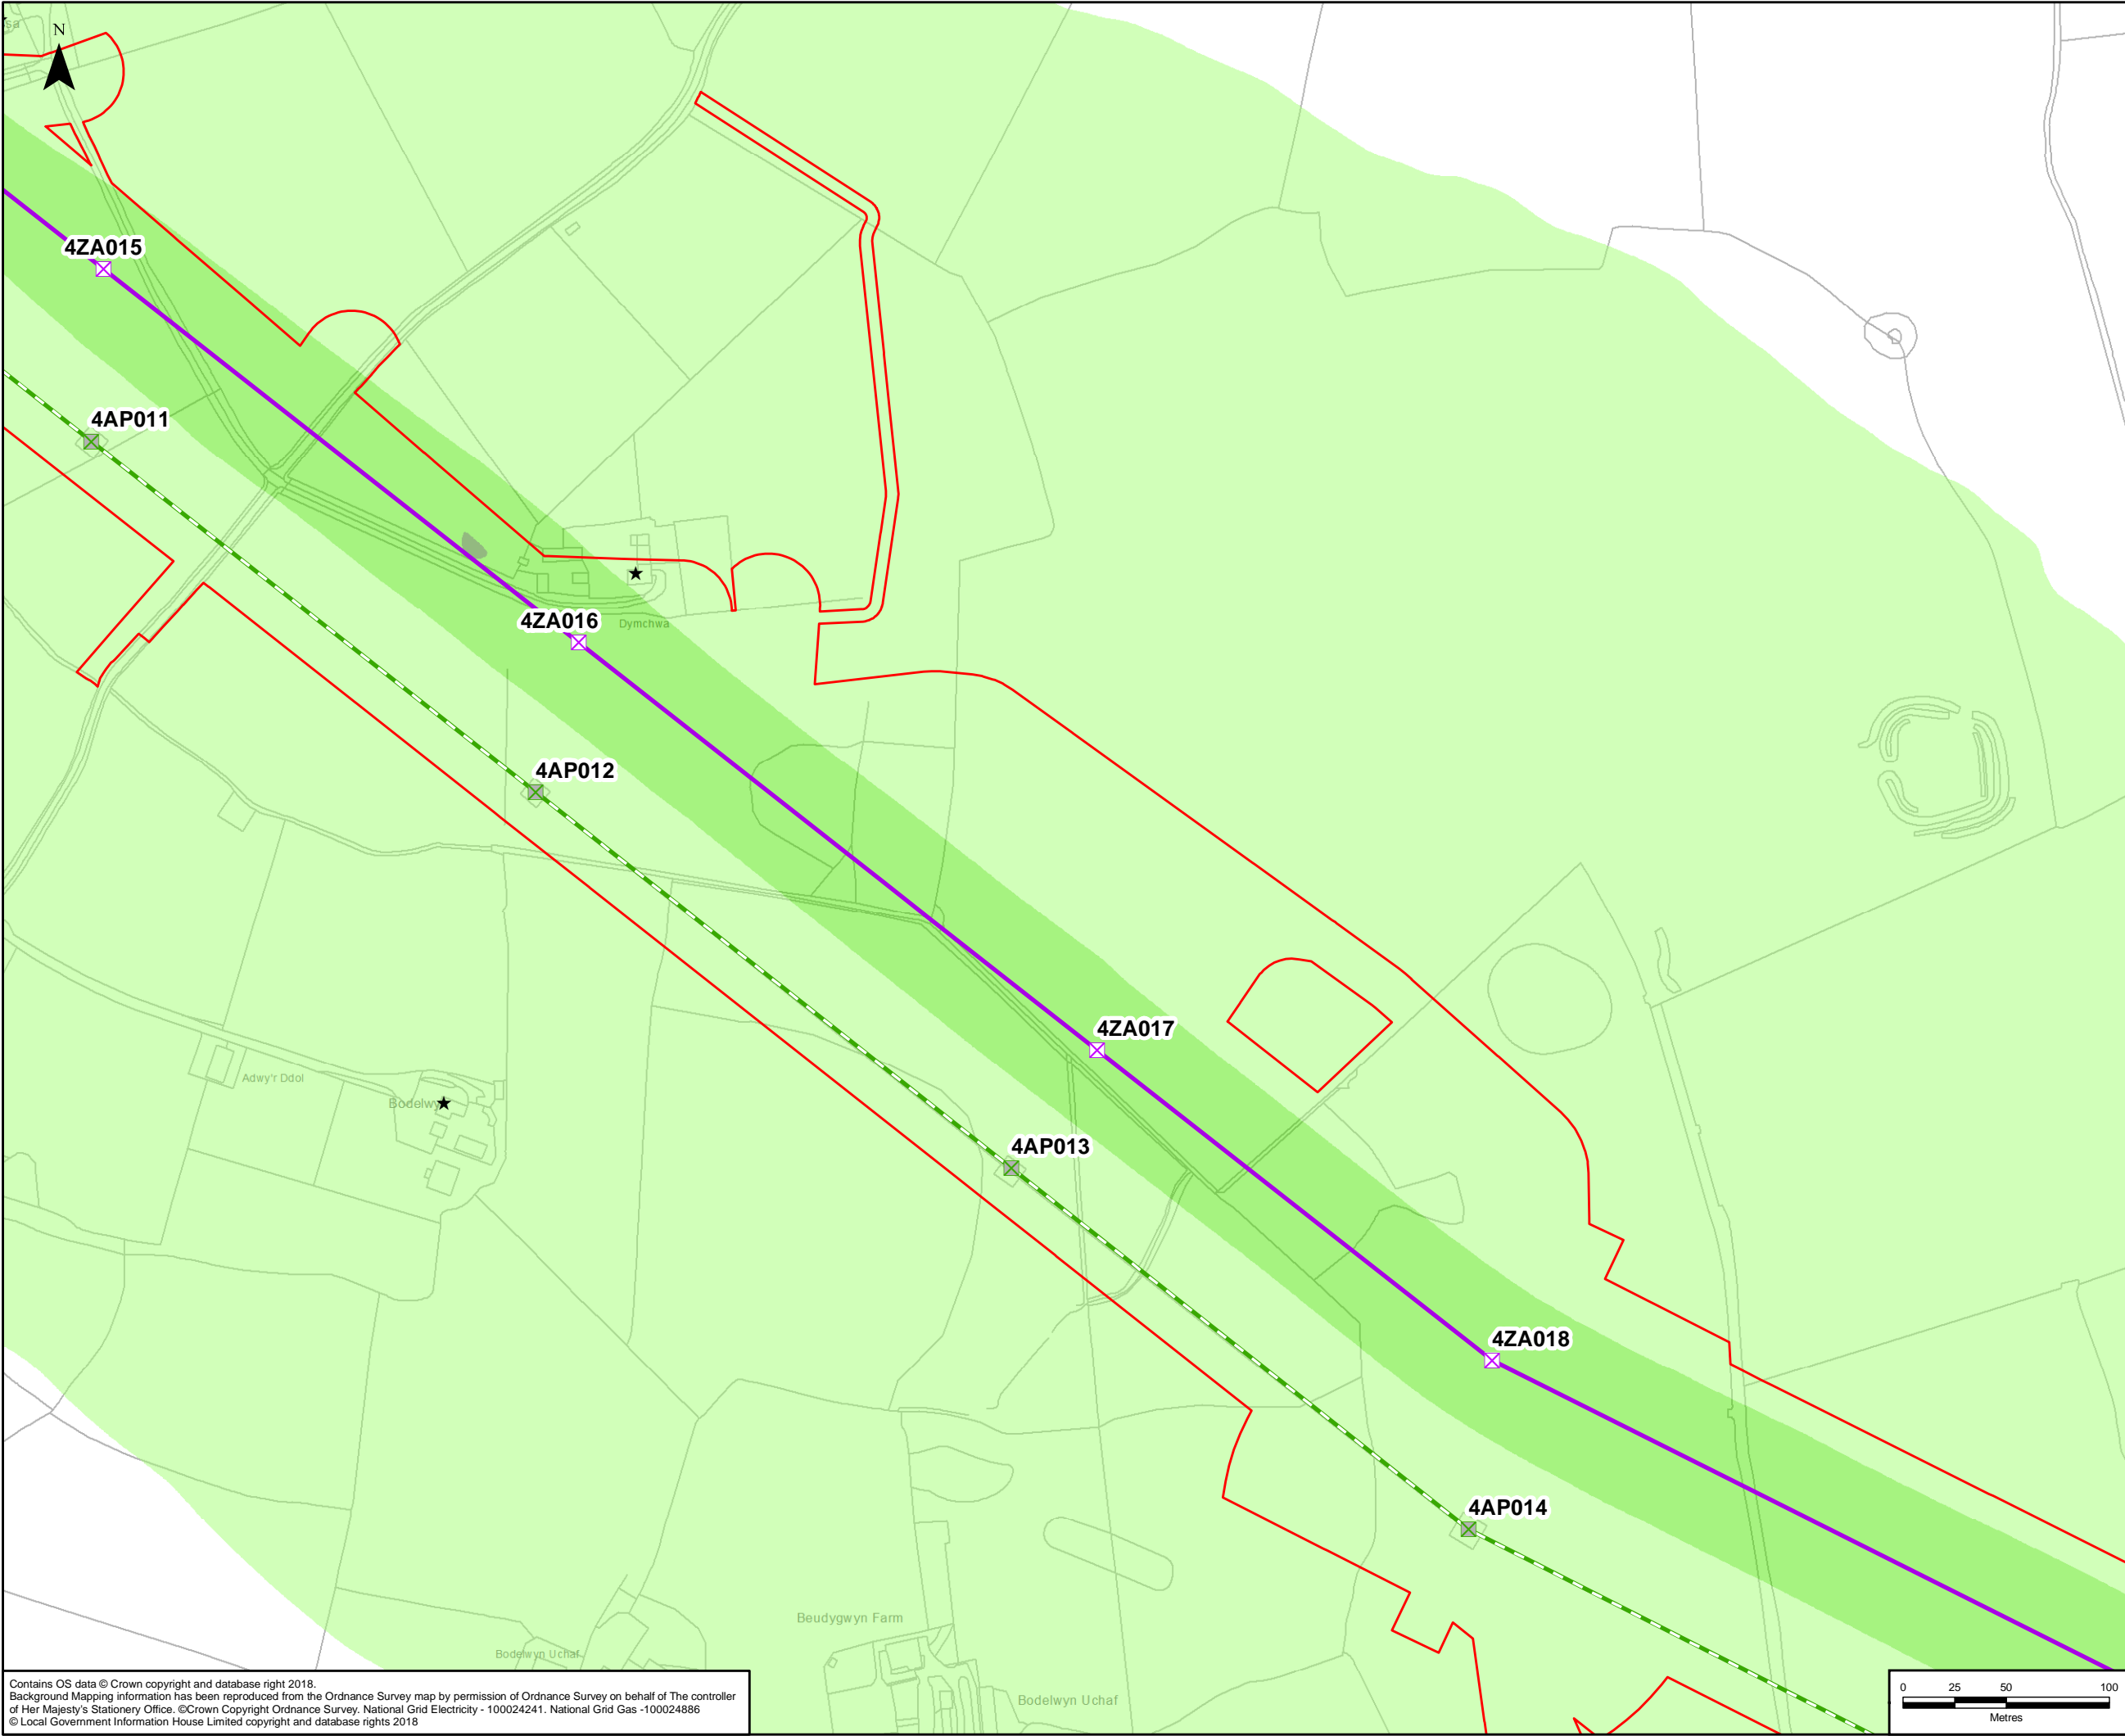 N
4ZA015
4AP011
4ZA016
Dymchwa
4AP012
4ZA017
Adwy'r Ddol
Bodelwy
4AP013
4ZA018
4AP014
Beudygwyn Farm
Bodelwyn Uchaf
Bodelwyn Uchaf
Contains OS data © Crown copyright and database right 2018.
Background Mapping information has been reproduced from the Ordnance Survey map by permission of Ordnance Survey on behalf of The controller
of Her Majesty's Stationery Office. ©Crown Copyright Ordnance Survey. National Grid Electricity - 100024241. National Grid Gas -100024886
© Local Government Information House Limited copyright and database rights 2018
0 25 50 100
Metres